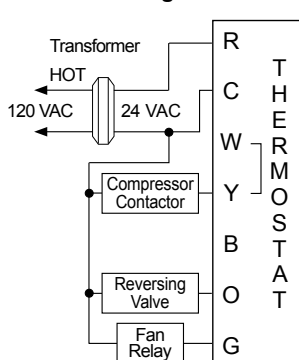 R
Transformer
HOT
C
120 VAC
24 VAC
W
Compressor
Contactor
Y
B
Reversing
Valve
O
Fan
Relay
G
THERMOSTAT